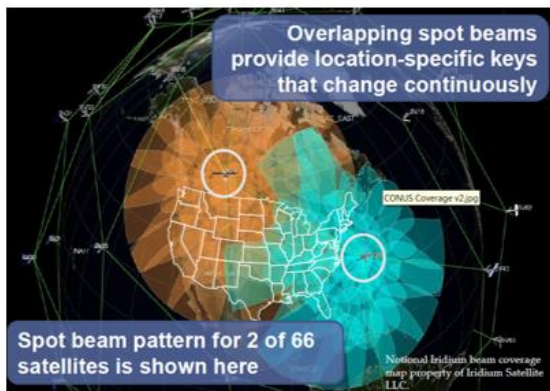 Overlapping spot beams
provide location-specific keys
that change continuously
CONUS Coverage v2.jpg
Spot beam pattern for 2 of 66
satellites is shown here
Notional Iridium beam coverage
map property of Iridium Satellite
LLC.